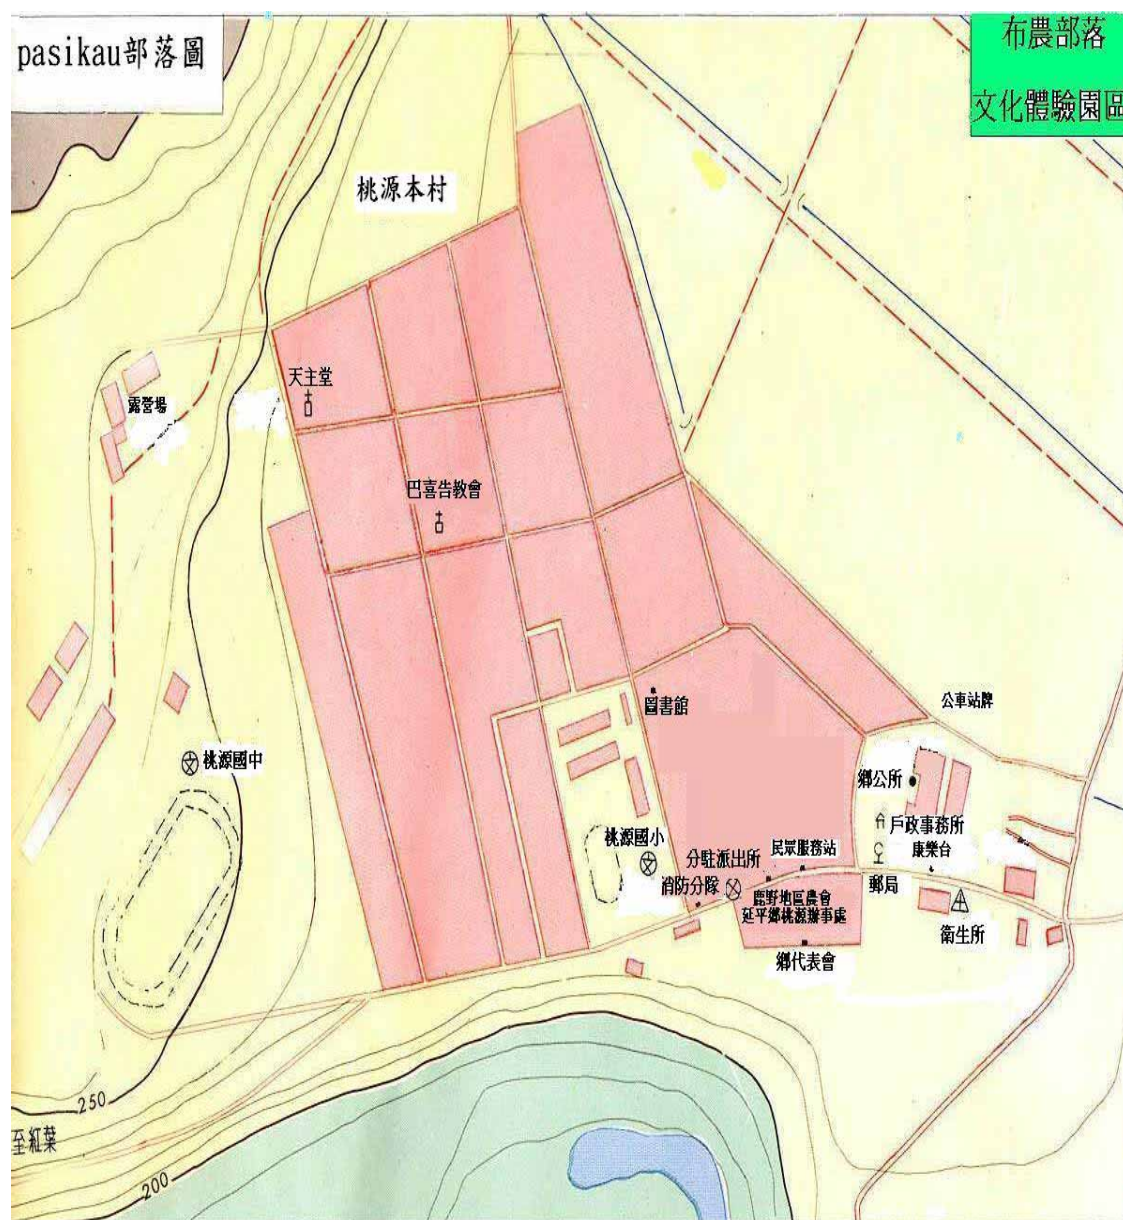 pasikau部落圖
布農部落
文化體驗園區
桃源本村
天主堂
露營場
巴喜告教會
圖書館
公車站牌
桃源國中
鄉公所
戶政事務所
桃源國小
康樂台
民眾服務站
分駐派出所
消防分隊
郵局
鹿野地區農會
延平鄉桃源辦事處
衛生所
鄉代表會
250
至紅葉
200